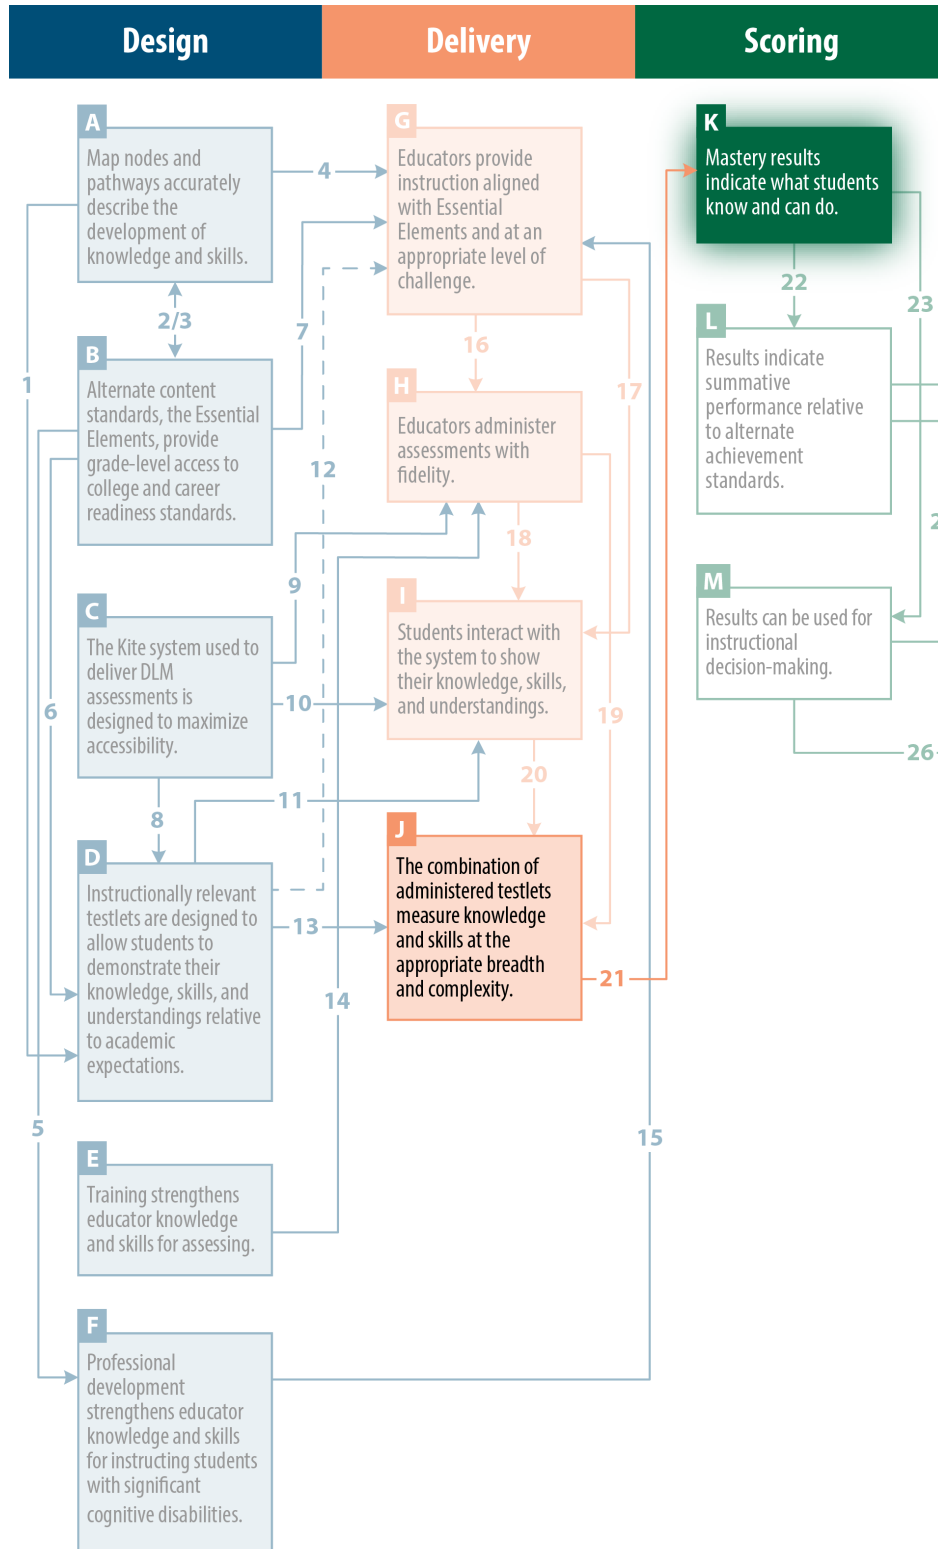 Design
Delivery
Scoring
A
Map nodes and
pathways accurately
describe the
development of
knowledge and skills.
2/3
B
Alternate content
standards, the Essential
Elements, provide
grade-level access to
college and career
readiness standards.
1
6
5
C
The Kite system used to
deliver DLM
assessments is
designed to maximize
accessibility.
8
D
Instructionally relevant
testlets are designed to
allow students to
demonstrate their
knowledge, skills, and
understandings relative
to academic
expectations.
E
Training strengthens
educator knowledge
and skills for assessing.
F
Professional
development
strengthens educator
knowledge and skills
for instructing students
with significant
cognitive disabilities.
4
7
12
9
10
11
13
14
15
G
Educators provide
instruction aligned
with Essential
Elements and at an
appropriate level of
challenge.
16
17
H
Educators administer
assessments with
fidelity.
18
19
I
Students interact with
the system to show
their knowledge, skills,
and understandings.
20
J
The combination of
administered testlets
measure knowledge
and skills at the
appropriate breadth
and complexity.
21
K
Mastery results
indicate what students
know and can do.
22
23
L
Results indicate
summative
performance relative
to alternate
achievement
standards.
M
Results can be used for
instructional
decision-making.
26